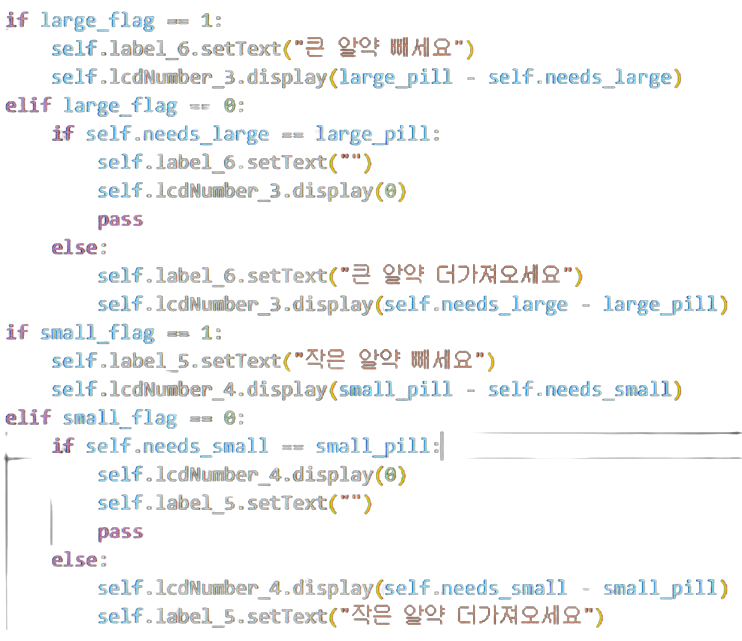 if large_flag == 1:
    self.label_6.setText("큰 알약 빼세요")
    self.lcdNumber_3.display(large_pill - self.needs_large)
elif large_flag == 0:
    if self.needs_large == large_pill:
        self.label_6.setText("")
        self.lcdNumber_3.display(0)
        pass
    else:
        self.label_6.setText("큰 알약 더가져오세요")
        self.lcdNumber_3.display(self.needs_large - large_pill)
if small_flag == 1:
    self.label_5.setText("작은 알약 빼세요")
    self.lcdNumber_4.display(small_pill - self.needs_small)
elif small_flag == 0:
    if self.needs_small == small_pill:
        self.lcdNumber_4.display(0)
        self.label_5.setText("")
        pass
    else:
        self.lcdNumber_4.display(self.needs_small - small_pill)
        self.label_5.setText("작은 알약 더가져오세요")